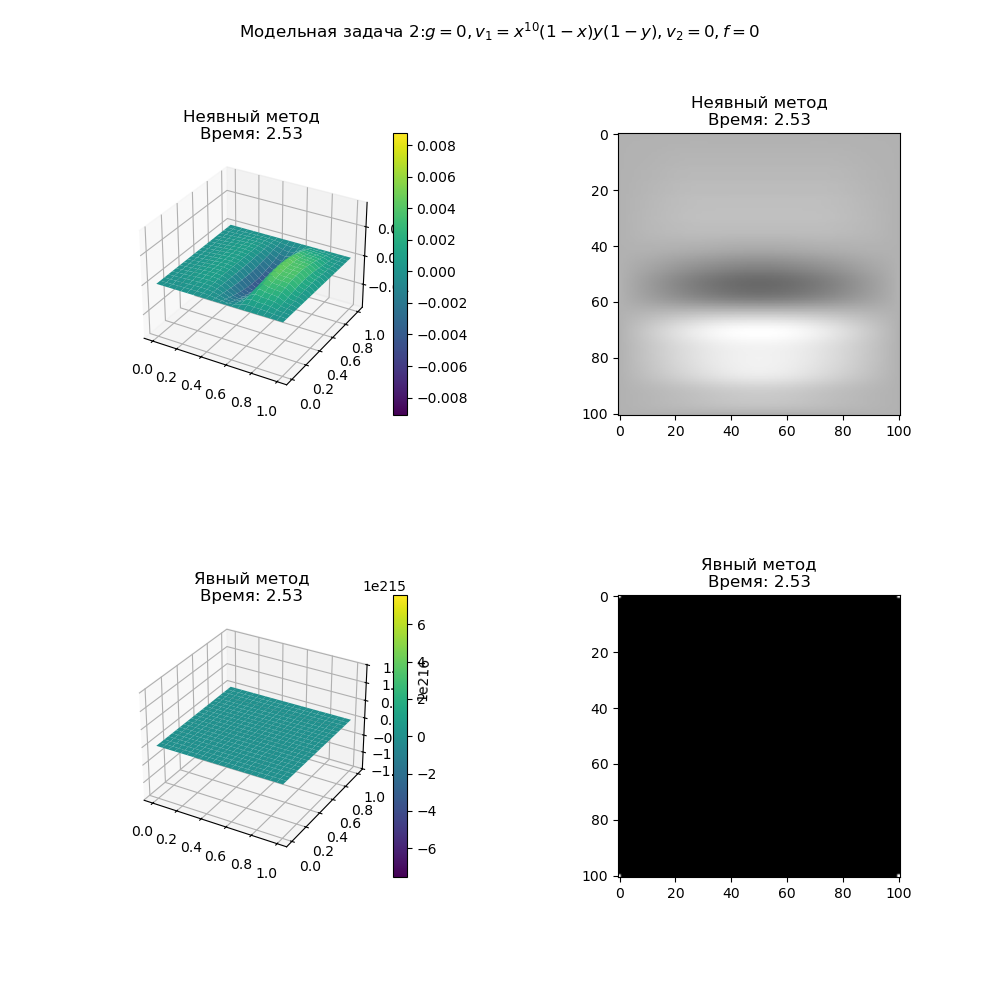 Модельная задача 2:g = 0, v₁ = x¹⁰(1 − x)y(1 − y), v₂ = 0, f = 0
Неявный метод
Время: 2.53
0.008
0.006
0.004
0.002
0.000
−0.002
−0.004
−0.006
−0.008
0.0 0.2 0.4 0.6 0.8 1.0
0.0 0.2 0.4 0.6 0.8 1.0
Неявный метод
Время: 2.53
0
20
40
60
80
100
0 20 40 60 80 100
Явный метод
Время: 2.53
1e215
6
4
2
0
−2
−4
−6
1e216
0.0 0.2 0.4 0.6 0.8 1.0
0.0 0.2 0.4 0.6 0.8 1.0
Явный метод
Время: 2.53
0
20
40
60
80
100
0 20 40 60 80 100